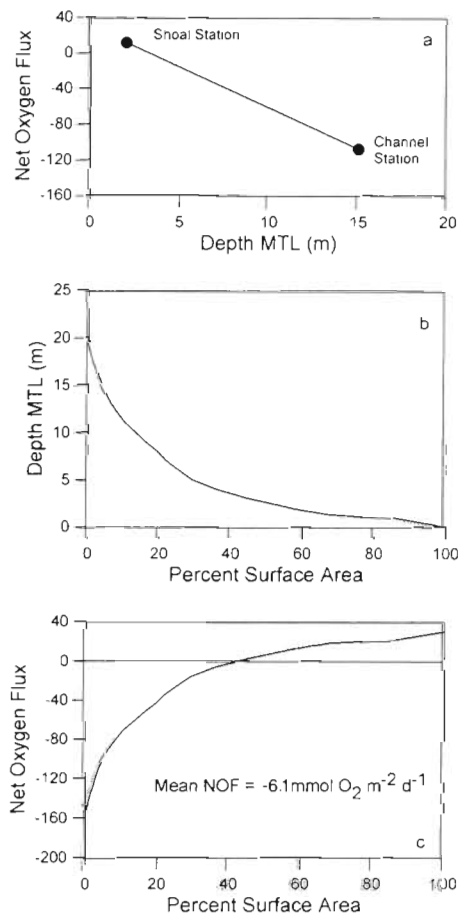 40
0
-40
-80
-120
-160
Net Oxygen Flux
Shoal Station
a
Channel
Station
0 5 10 15 20
Depth MTL (m)
25
20
15
10
5
0
Depth MTL (m)
b
0 20 40 60 80 100
Percent Surface Area
40
0
-40
-80
-120
-160
-200
Net Oxygen Flux
Mean NOF = -6.1mmol O₂ m⁻² d⁻¹
c
0 20 40 60 80 100
Percent Surface Area